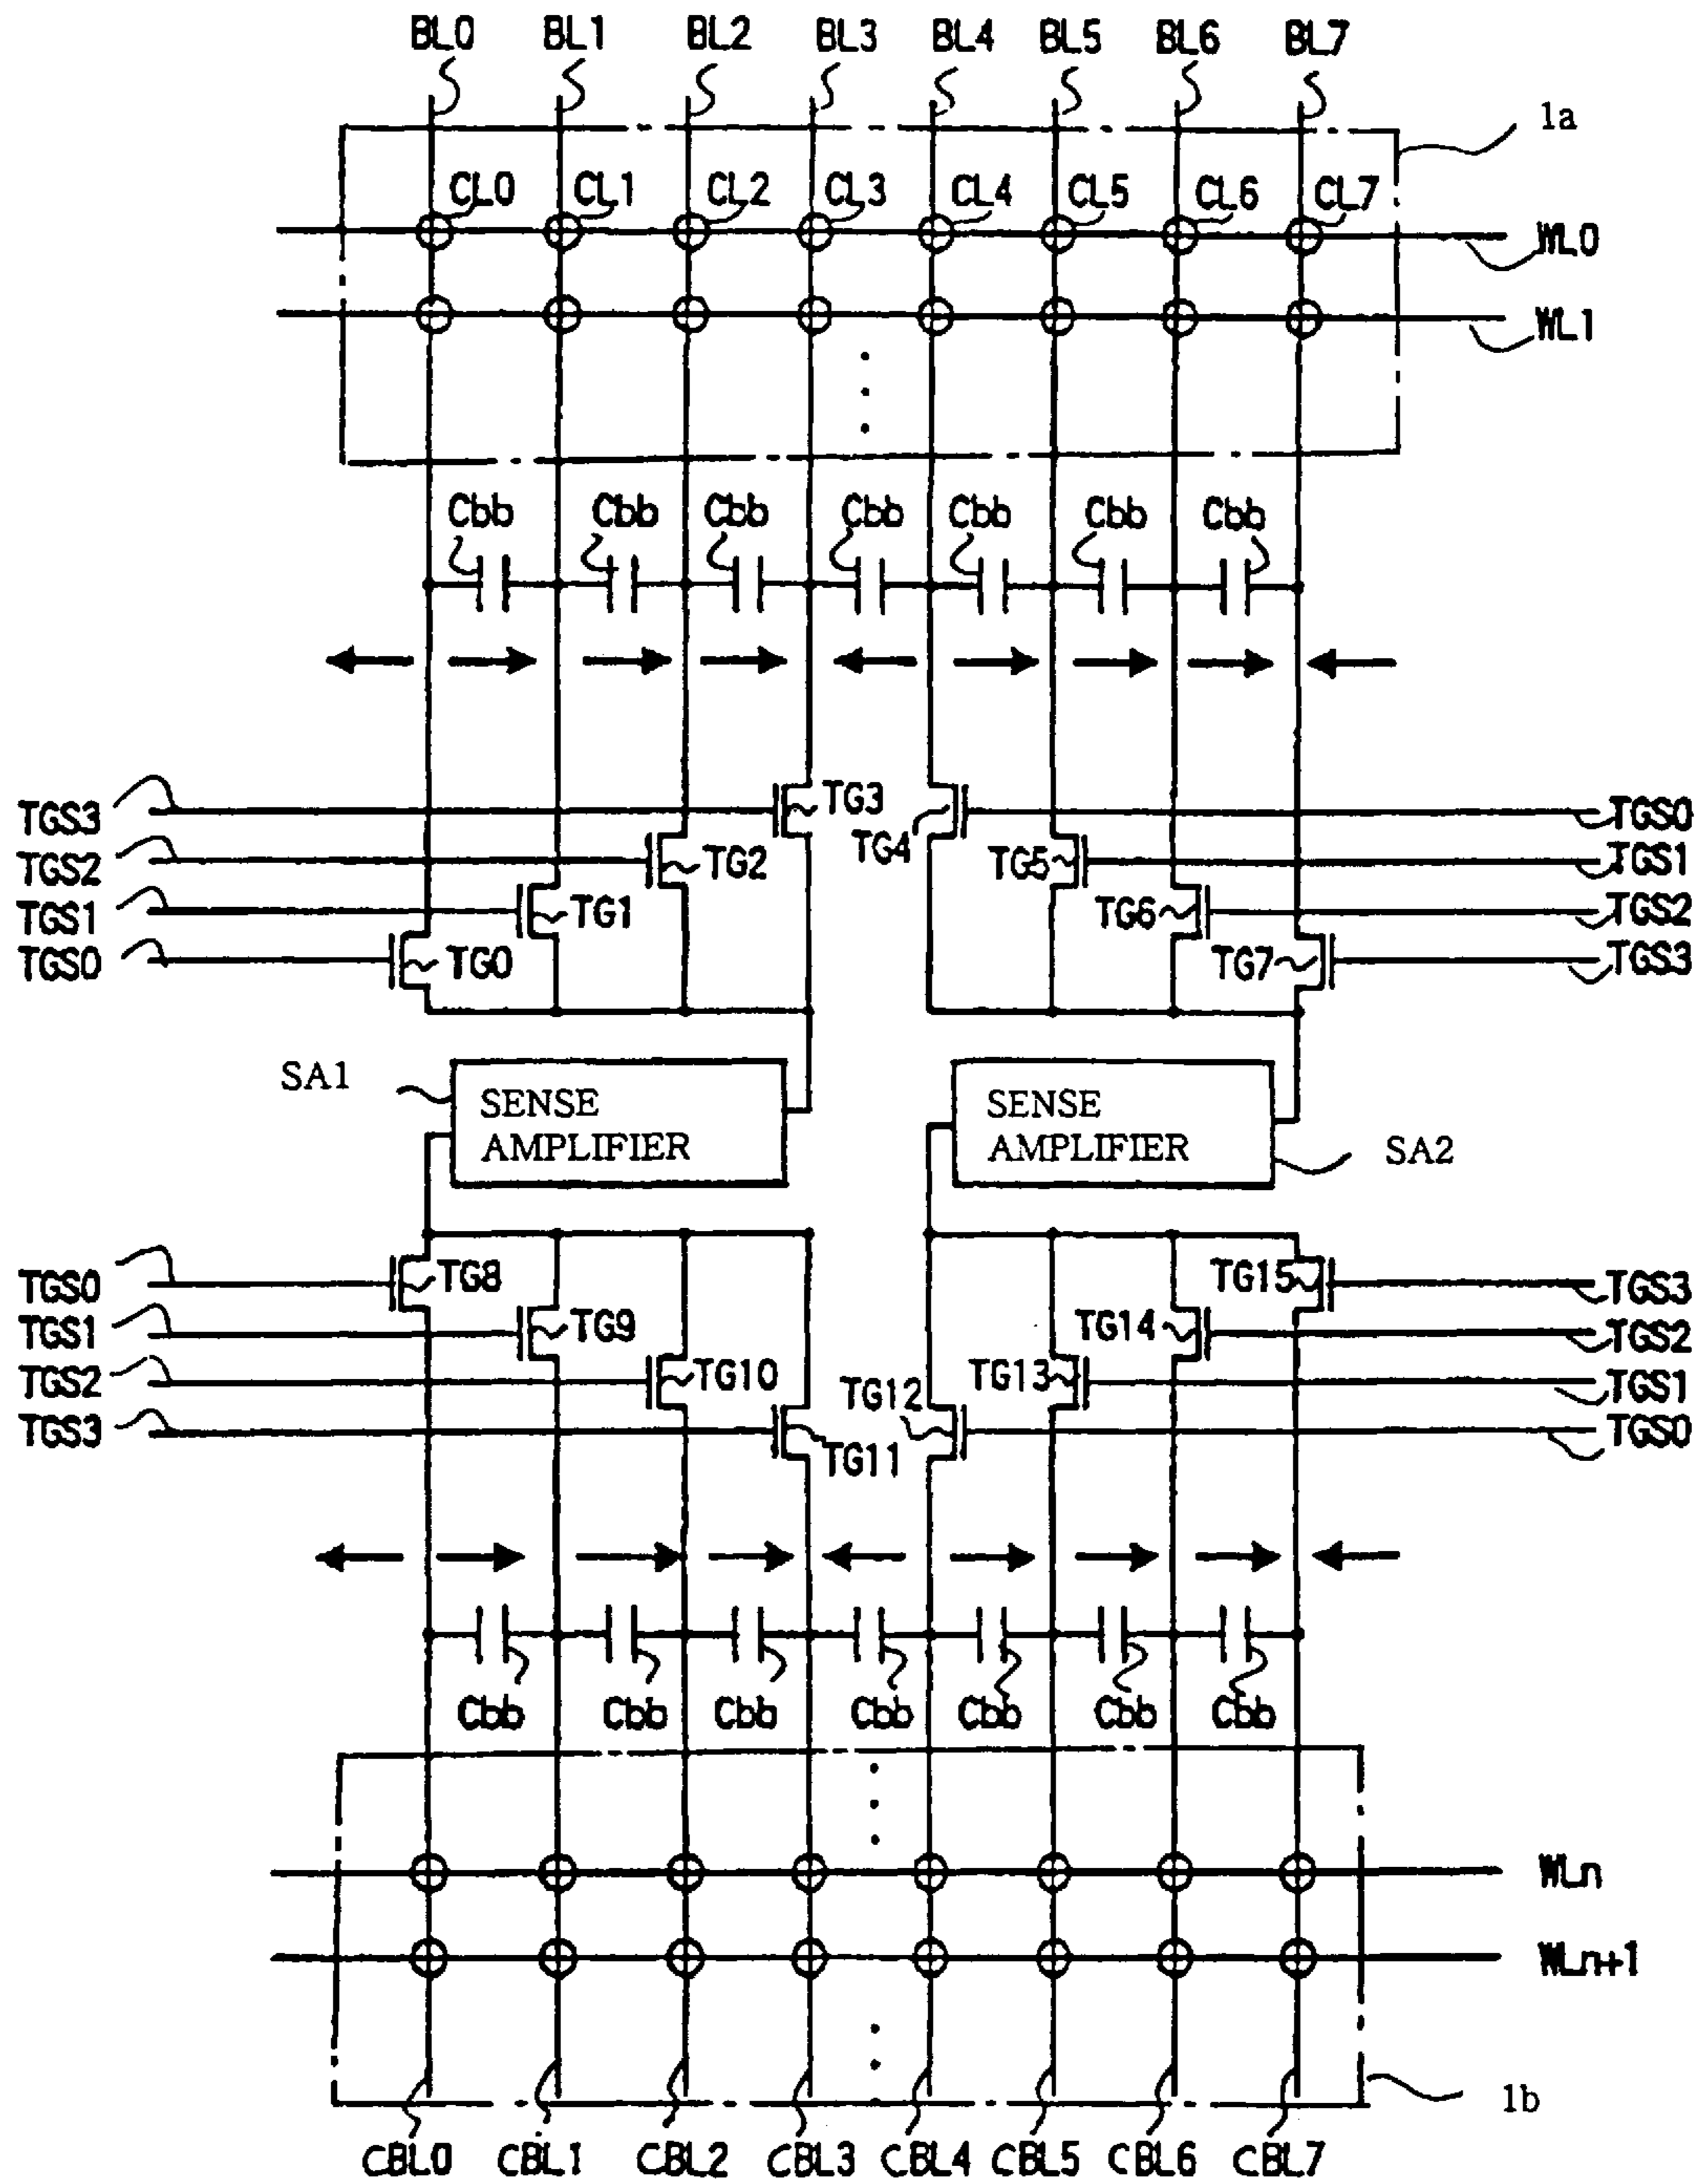 BL0 BL1 BL2 BL3 BL4 BL5 BL6 BL7
1a
CL0 CL1 CL2 CL3 CL4 CL5 CL6 CL7
WL0
WL1
Cbb Cbb Cbb Cbb Cbb Cbb Cbb
TGS3 TG3 TG4 TGS0
TGS2 TG2 TG5 TGS1
TGS1 TG1 TG6 TGS2
TGS0 TG0 TG7 TGS3
SA1
SENSE
AMPLIFIER
SENSE
AMPLIFIER
SA2
TGS0 TG8 TG15 TGS3
TGS1 TG9 TG14 TGS2
TGS2 TG10 TG13 TGS1
TGS3 TG11 TG12 TGS0
Cbb Cbb Cbb Cbb Cbb Cbb Cbb
WLn
WLn+1
1b
CBL0 CBL1 CBL2 CBL3 CBL4 CBL5 CBL6 CBL7